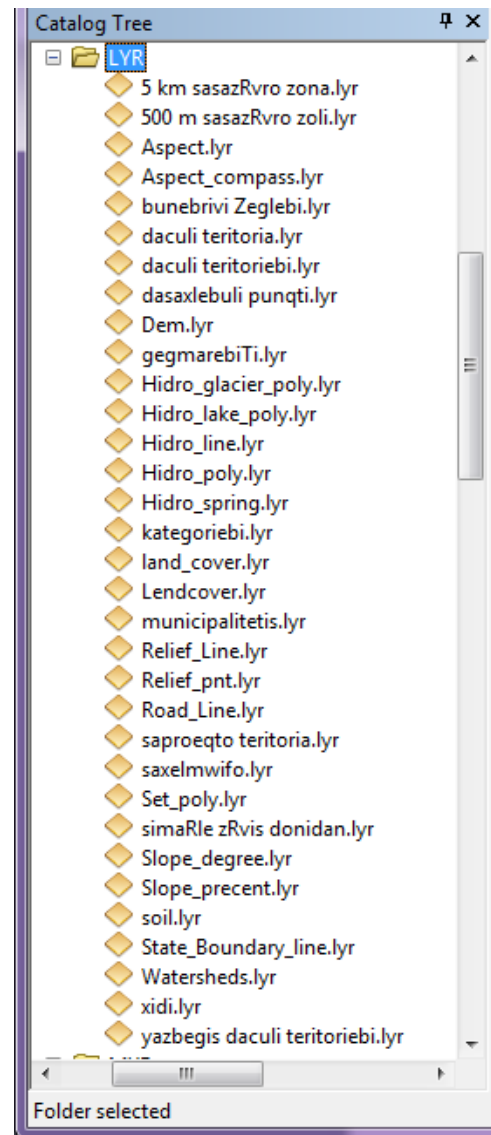 Catalog Tree
LYR
5 km sasazRvro zona.lyr
500 m sasazRvro zoli.lyr
Aspect.lyr
Aspect_compass.lyr
bunebrivi Zeglebi.lyr
daculi teritoria.lyr
daculi teritoriebi.lyr
dasaxlebuli punqti.lyr
Dem.lyr
gegmarebiTi.lyr
Hidro_glacier_poly.lyr
Hidro_lake_poly.lyr
Hidro_line.lyr
Hidro_poly.lyr
Hidro_spring.lyr
kategoriebi.lyr
land_cover.lyr
Lendcover.lyr
municipalitetis.lyr
Relief_Line.lyr
Relief_pnt.lyr
Road_Line.lyr
saproeqto teritoria.lyr
saxelmwifo.lyr
Set_poly.lyr
simaRle zRvis donidan.lyr
Slope_degree.lyr
Slope_precent.lyr
soil.lyr
State_Boundary_line.lyr
Watersheds.lyr
xidi.lyr
yazbegis daculi teritoriebi.lyr
Folder selected